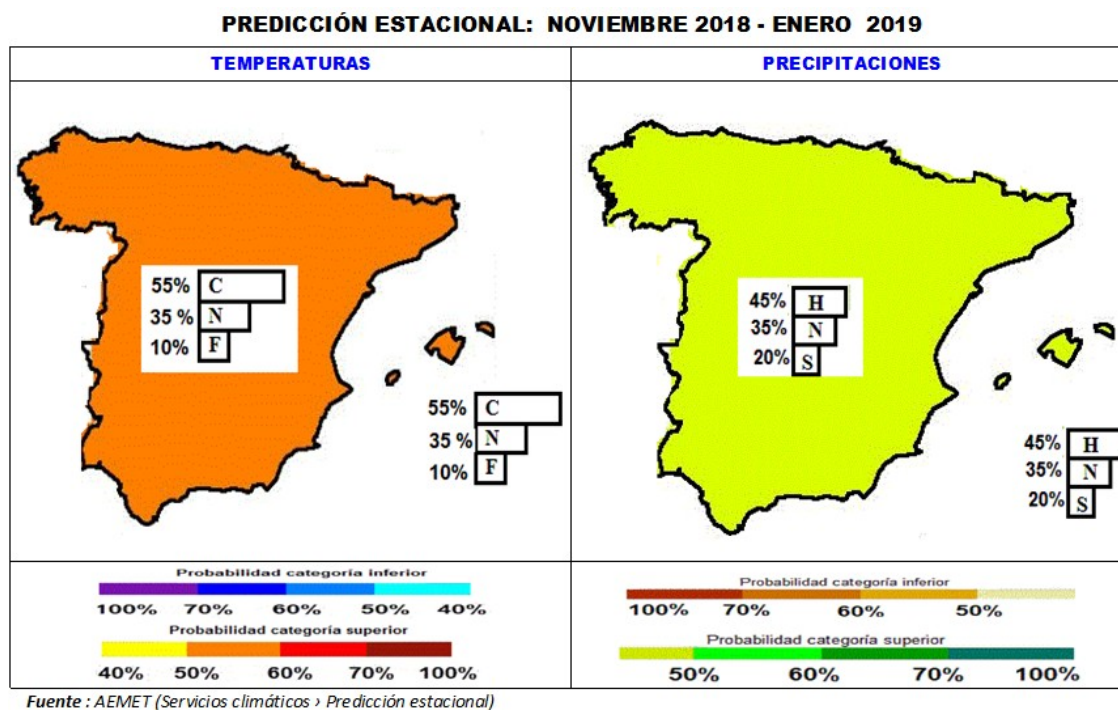 PREDICCIÓN ESTACIONAL: NOVIEMBRE 2018 - ENERO 2019
TEMPERATURAS
55% C
35 % N
10% F
55% C
35 % N
10% F
Probabilidad categoría inferior
100% 70% 60% 50% 40%
Probabilidad categoría superior
40% 50% 60% 70% 100%
PRECIPITACIONES
45% H
35% N
20% S
45% H
35% N
20% S
Probabilidad categoría inferior
100% 70% 60% 50%
Probabilidad categoría superior
50% 60% 70% 100%
Fuente : AEMET (Servicios climáticos › Predicción estacional)